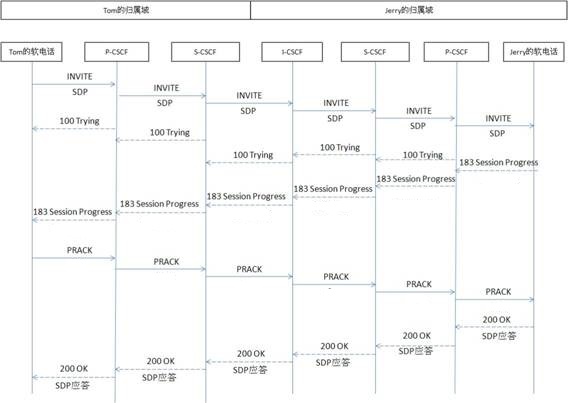 Tom的归属域
Jerry的归属域
Tom的软电话
P-CSCF
S-CSCF
I-CSCF
S-CSCF
P-CSCF
Jerry的软电话
INVITE
SDP
INVITE
SDP
INVITE
SDP
INVITE
SDP
INVITE
SDP
INVITE
SDP
100 Trying
100 Trying
100 Trying
100 Trying
100 Trying
183 Session Progress
183 Session Progress
183 Session Progress
183 Session Progress
183 Session Progress
183 Session Progress
PRACK
PRACK
PRACK
PRACK
PRACK
PRACK
200 OK
SDP应答
200 OK
SDP应答
200 OK
SDP应答
200 OK
SDP应答
200 OK
SDP应答
200 OK
SDP应答